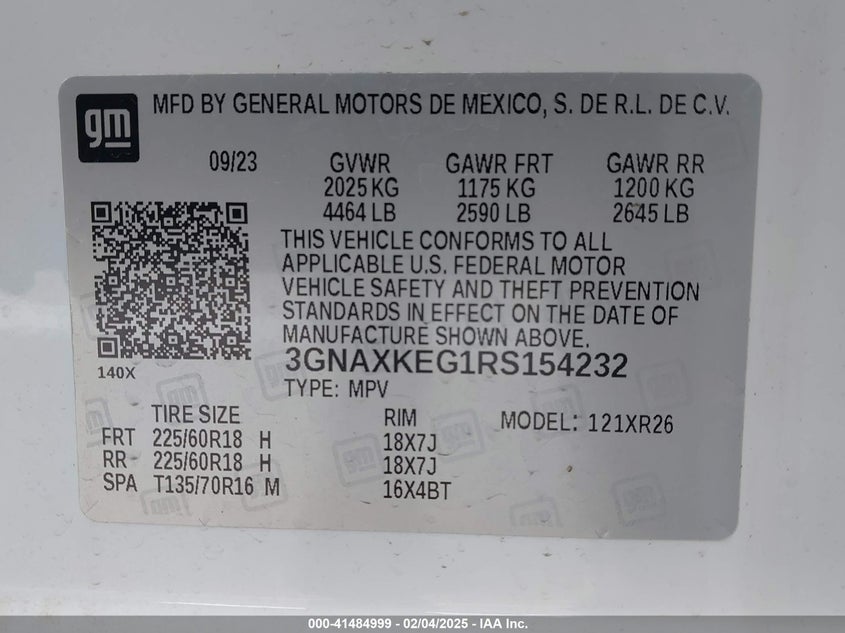 gm
MFD BY GENERAL MOTORS DE MEXICO, S. DE R.L. DE C.V.
09/23 GVWR GAWR FRT GAWR RR
2025 KG 1175 KG 1200 KG
4464 LB 2590 LB 2645 LB
THIS VEHICLE CONFORMS TO ALL
APPLICABLE U.S. FEDERAL MOTOR
VEHICLE SAFETY AND THEFT PREVENTION
STANDARDS IN EFFECT ON THE DATE OF
MANUFACTURE SHOWN ABOVE.
3GNAXKEG1RS154232
140X
TYPE: MPV
TIRE SIZE RIM MODEL: 121XR26
FRT 225/60R18 H 18X7J
RR 225/60R18 H 18X7J
SPA T135/70R16 M 16X4BT
000-41484999 - 02/04/2025 - IAA Inc.